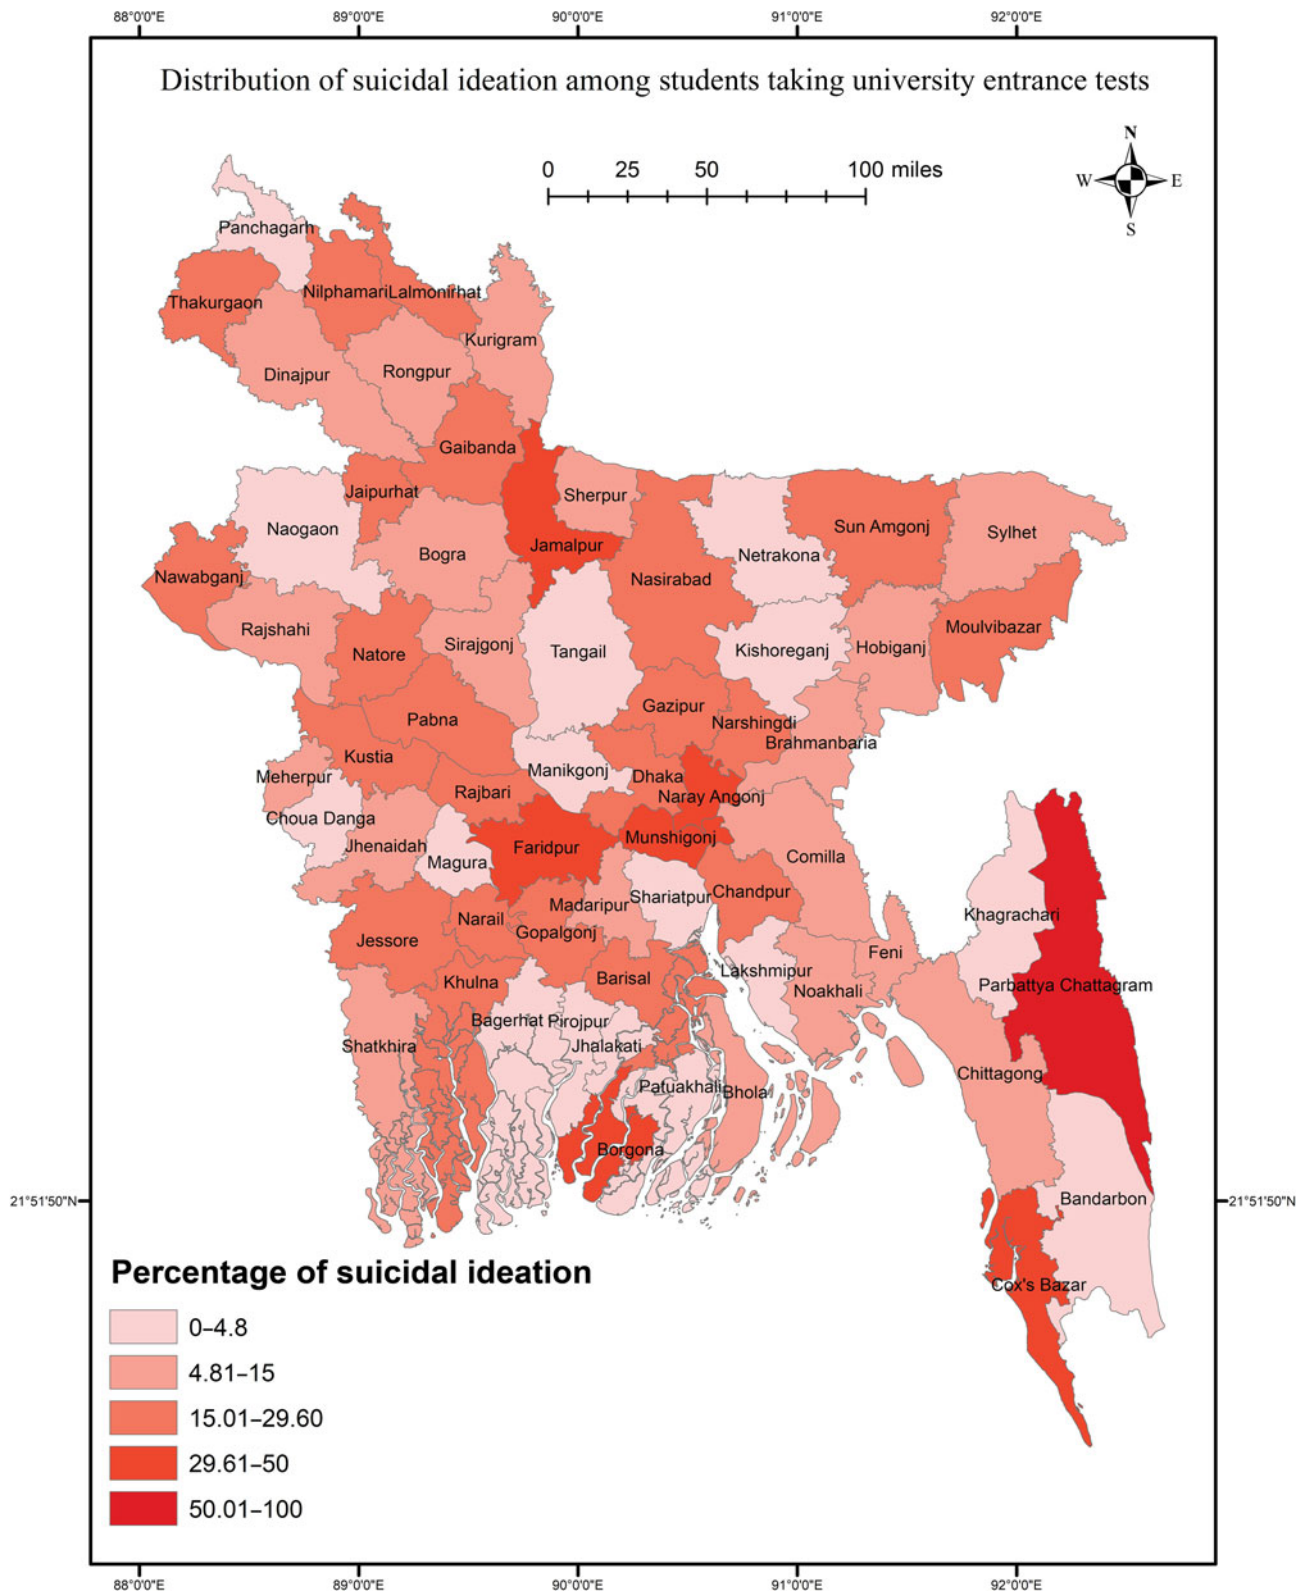 88°0'0"E 89°0'0"E 90°0'0"E 91°0'0"E 92°0'0"E
Distribution of suicidal ideation among students taking university entrance tests
N
W E
S
0 25 50 100 miles
Panchagarh
Thakurgaon
Nilphamari
Lalmonirhat
Kurigram
Dinajpur
Rongpur
Gaibanda
Jaipurhat
Sherpur
Naogaon
Sun Amgonj
Sylhet
Bogra
Jamalpur
Netrakona
Nawabganj
Nasirabad
Rajshahi
Moulvibazar
Sirajgonj
Natore
Tangail
Kishoreganj
Hobiganj
Gazipur
Pabna
Narshingdi
Brahmanbaria
Kustia
Manikgonj
Meherpur
Dhaka
Rajbari
Naray Angonj
Choua Danga
Munshigonj
Jhenaidah
Faridpur
Magura
Comilla
Shariatpur
Chandpur
Madaripur
Khagrachari
Narail
Gopalgonj
Jessore
Feni
Lakshmipur
Barisal
Khulna
Noakhali
Parbattya Chattagram
Bagerhat
Pirojpur
Shatkhira
Jhalakati
Chittagong
Patuakhali
Bhola
Borgona
Bandarbon
Cox's Bazar
21°51'50"N 21°51'50"N
Percentage of suicidal ideation
0–4.8
4.81–15
15.01–29.60
29.61–50
50.01–100
88°0'0"E 89°0'0"E 90°0'0"E 91°0'0"E 92°0'0"E